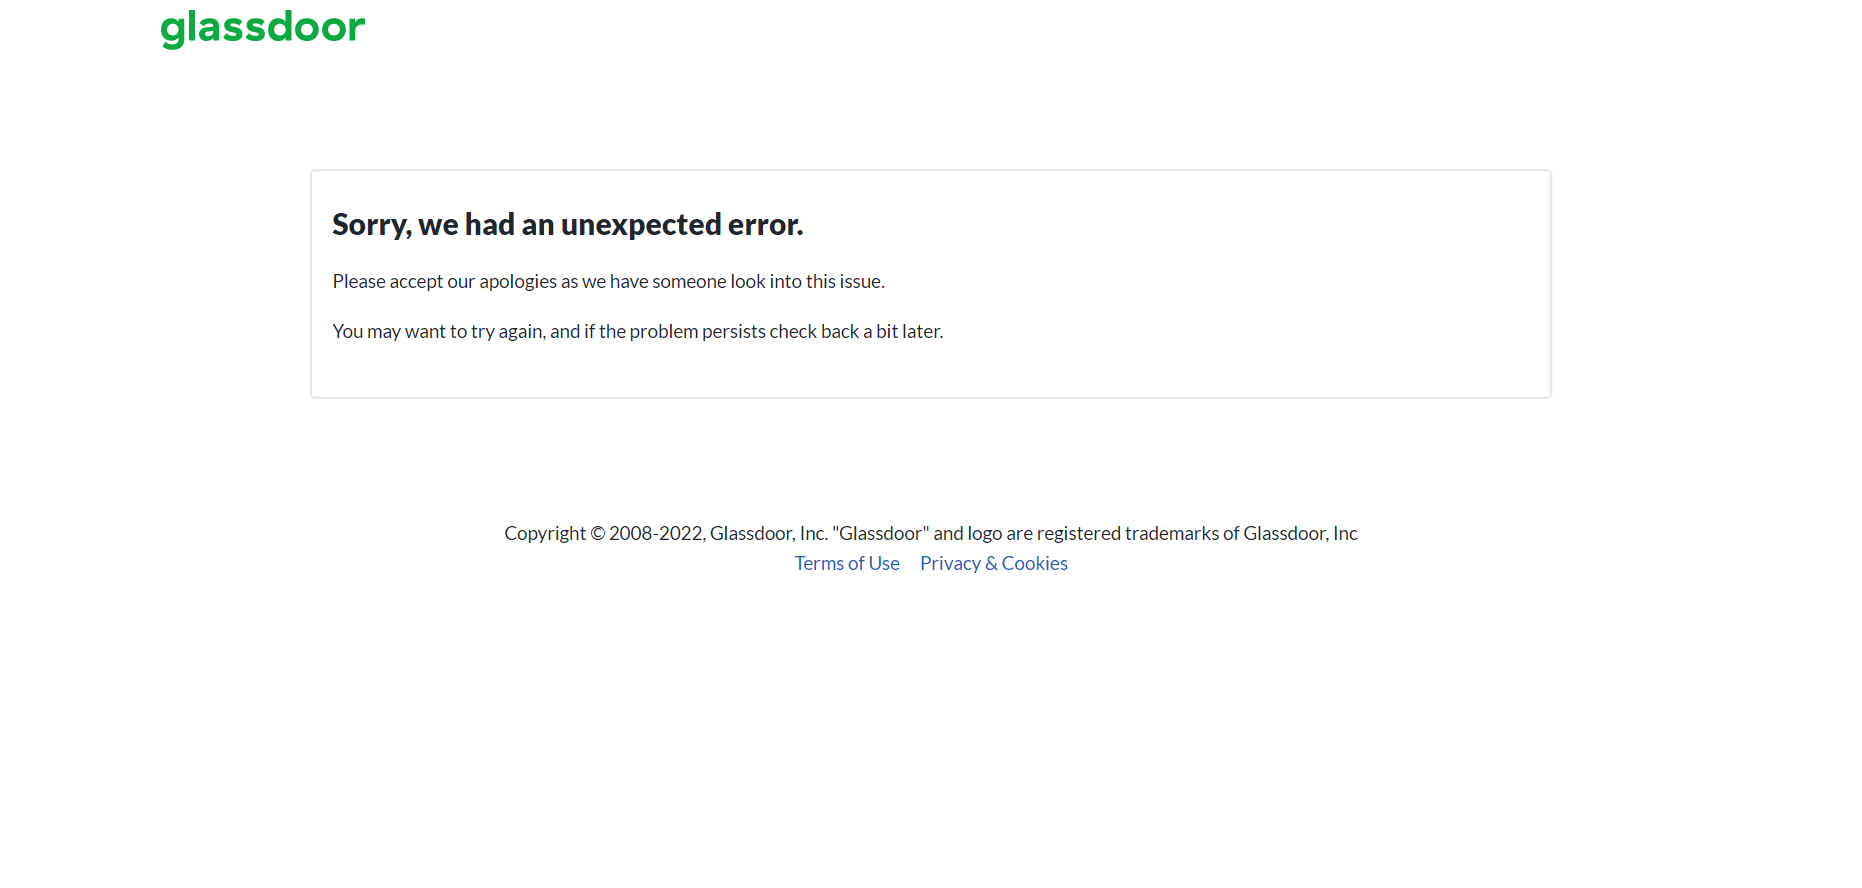 glassdoor
Sorry, we had an unexpected error.
Please accept our apologies as we have someone look into this issue.
You may want to try again, and if the problem persists check back a bit later.
Copyright © 2008-2022, Glassdoor, Inc. "Glassdoor" and logo are registered trademarks of Glassdoor, Inc
Terms of Use Privacy & Cookies